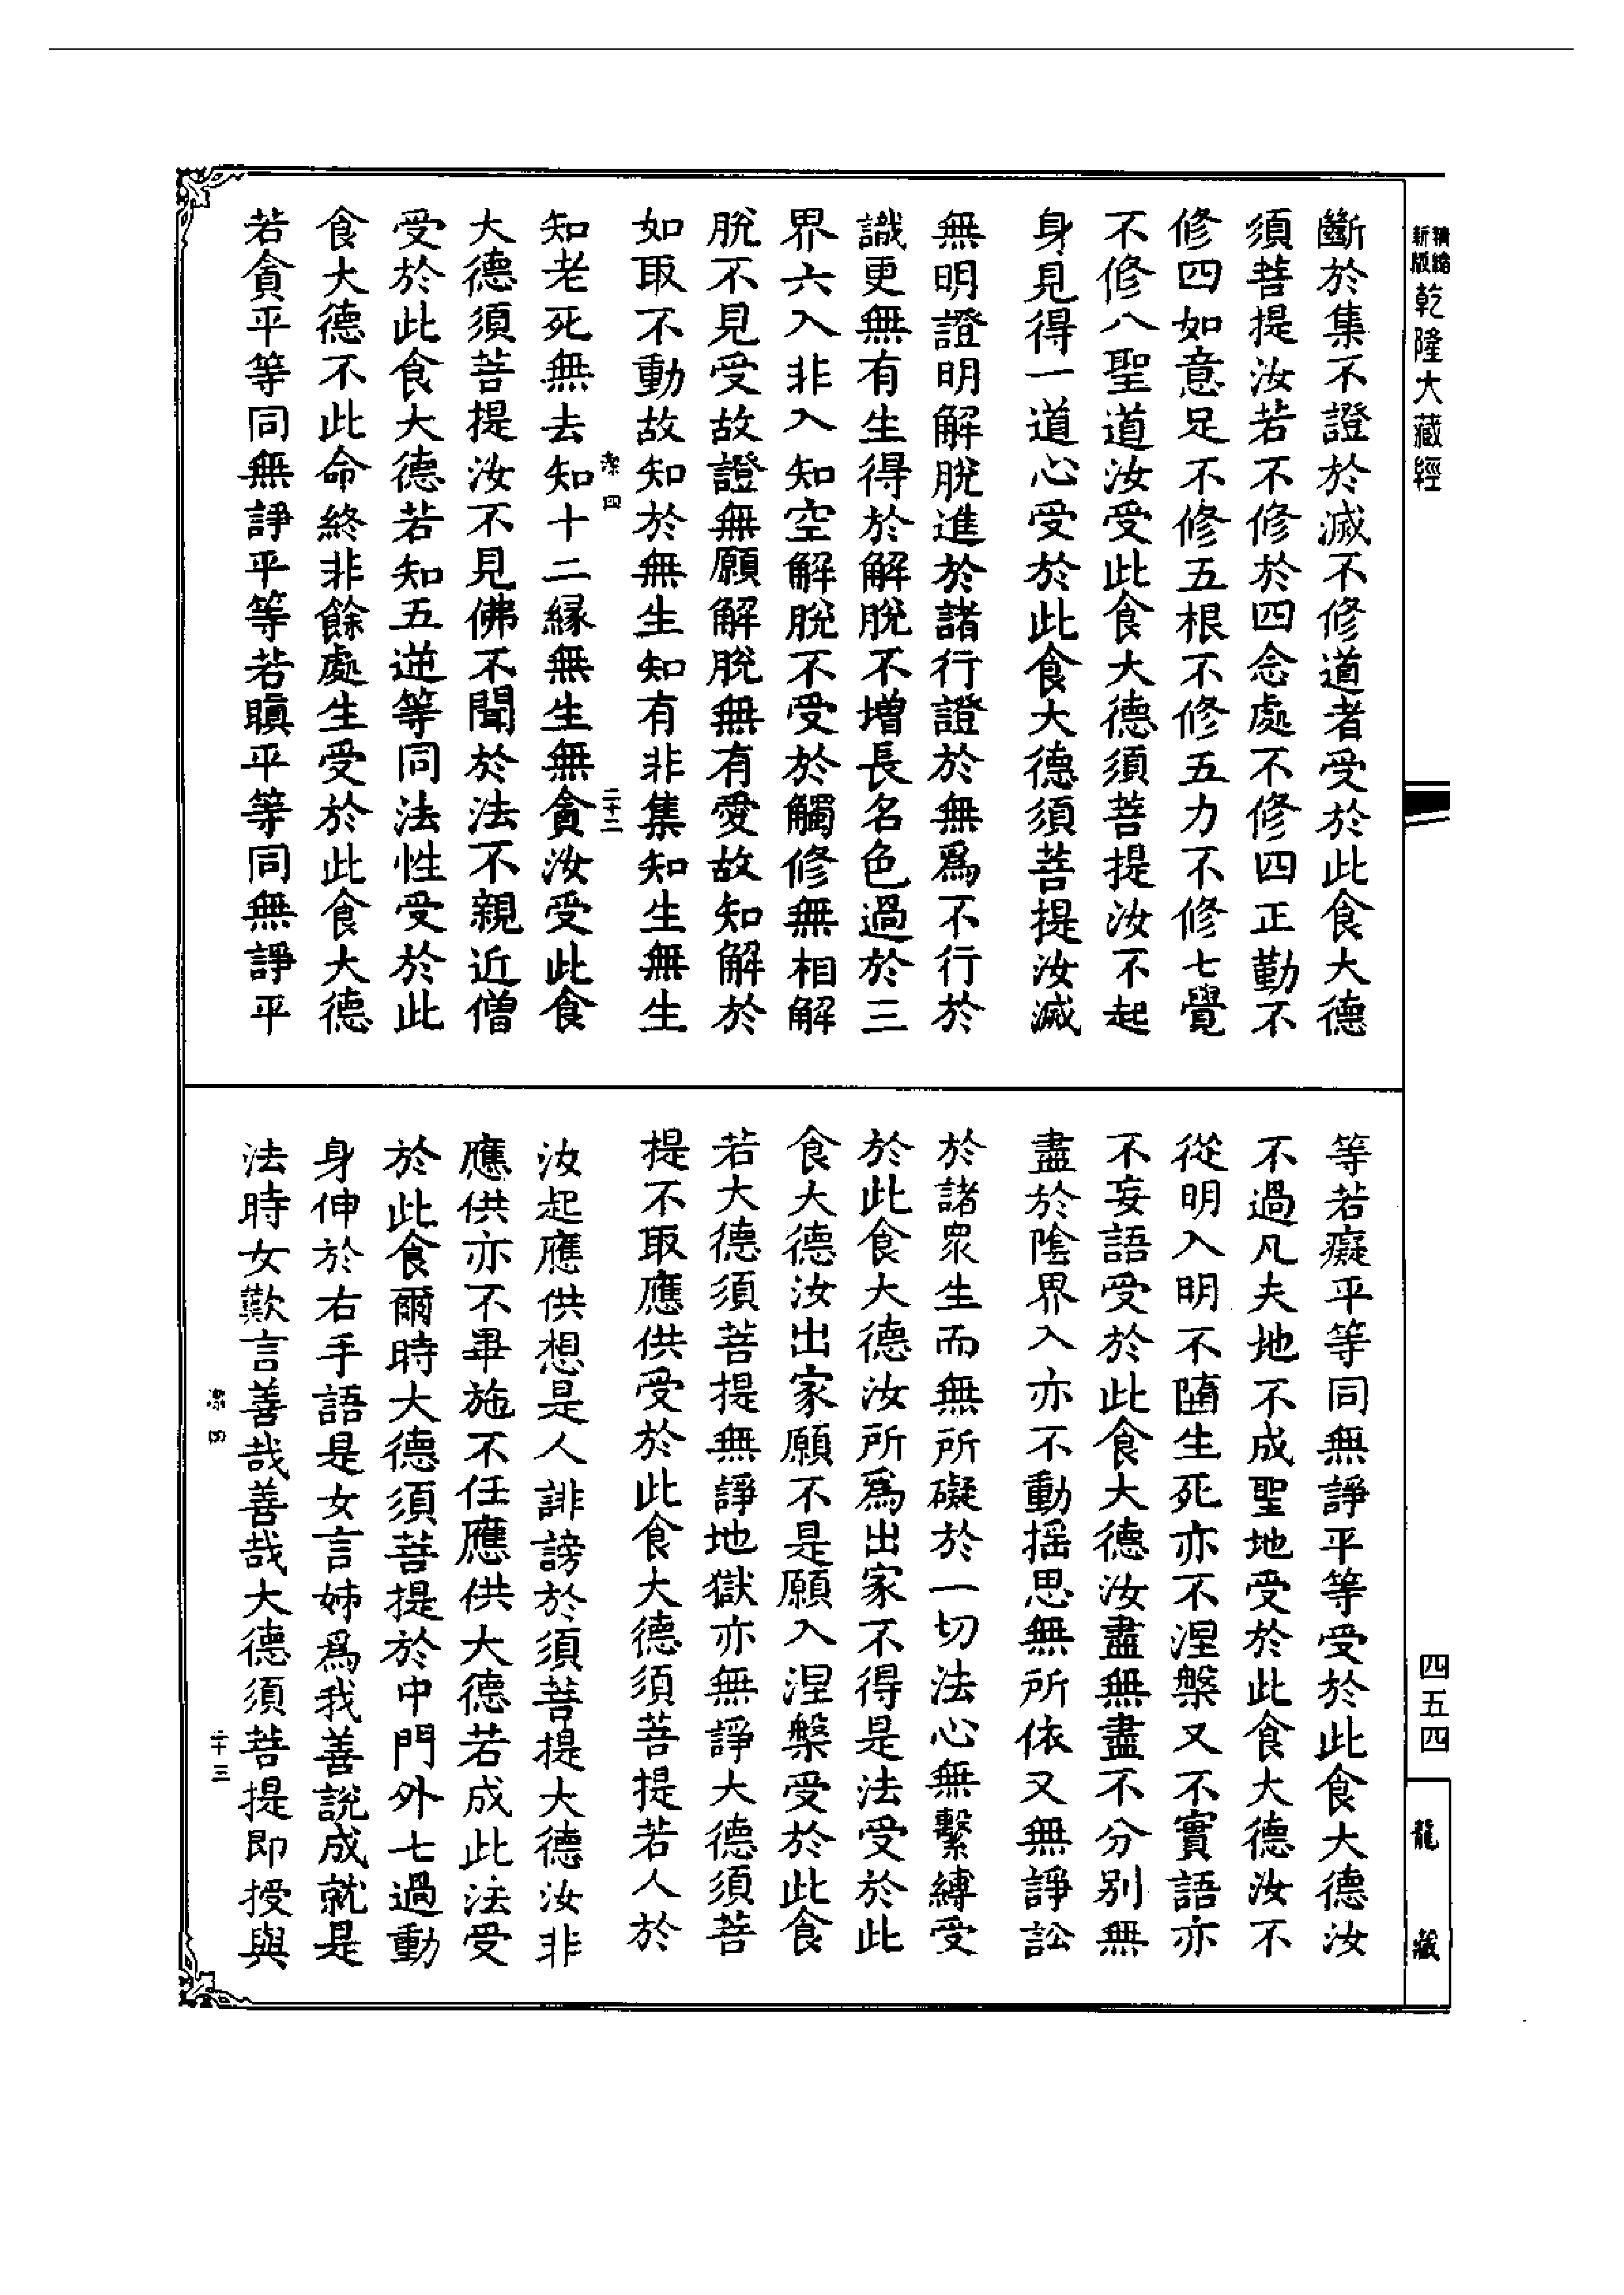 精縮新版乾隆大藏經
四五四
龍藏
斷於集不證於滅不修道者受於此食大德
須菩提汝若不修於四念處不修四正勤不
修四如意足不修五根不修五力不修七覺
不修八聖道汝受此食大德須菩提汝不起
身見得一道心受於此食大德須菩提汝滅
無明證明解脫進於諸行證於無爲不行於
識更無有生得於解脫不增長名色過於三
界六入非入知空解脫不受於觸修無相解
脫不見受故證無願解脫無有愛故知解於
如取不動故知於無生知有非集知生無生
潔四
二十二
知老死無去知十二緣無生無貪汝受此食
大德須菩提汝不見佛不聞於法不親近僧
受於此食大德若知五逆等同法性受於此
食大德不此命終非餘處生受於此食大德
若貪平等同無諍平等若瞋平等同無諍平
等若癡平等同無諍平等受於此食大德汝
不過凡夫地不成聖地受於此食大德汝不
從明入明不墮生死亦不涅槃又不實語亦
不妄語受於此食大德汝盡無盡不分別無
盡於陰界入亦不動揺思無所依又無諍訟
於諸衆生而無所礙於一切法心無繫縛受
於此食大德汝所爲出家不得是法受於此
食大德汝出家願不是願入涅槃受於此食
若大德須菩提無諍地獄亦無諍大德須菩
提不取應供受於此食大德須菩提若人於
汝起應供想是人誹謗於須菩提大德汝非
應供亦不畢施不任應供大德若成此法受
於此食爾時大德須菩提於中門外七過動
身伸於右手語是女言姊爲我善說成就是
法時女歎言善哉善哉大德須菩提即授與
潔四
二十三